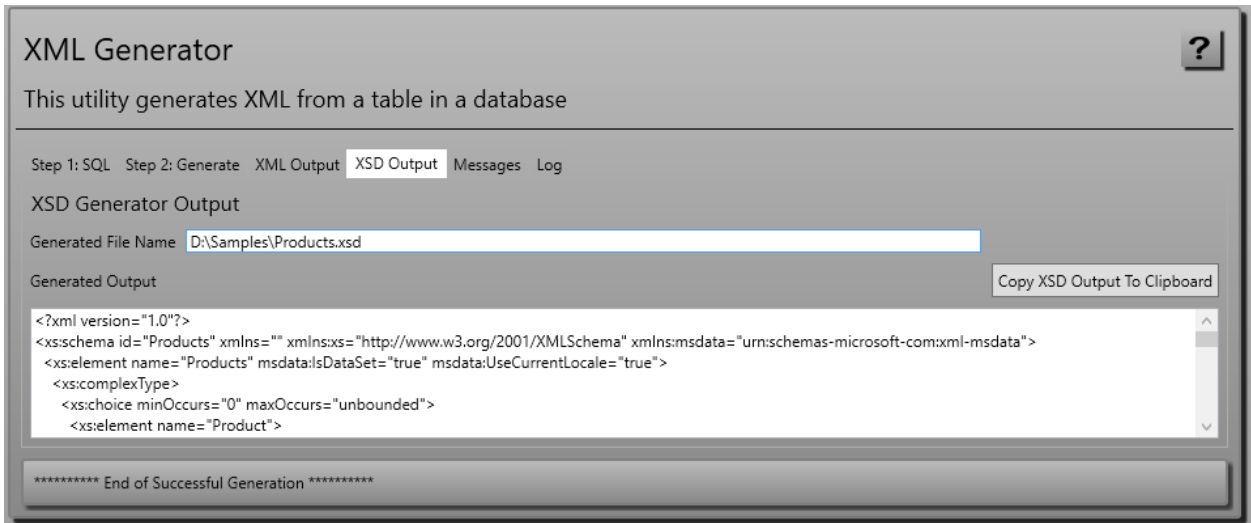 XML Generator
?
This utility generates XML from a table in a database
Step 1: SQL Step 2: Generate XML Output XSD Output Messages Log
XSD Generator Output
Generated File Name D:\Samples\Products.xsd
Generated Output Copy XSD Output To Clipboard
<?xml version="1.0"?>
<xs:schema id="Products" xmlns="" xmlns:xs="http://www.w3.org/2001/XMLSchema" xmlns:msdata="urn:schemas-microsoft-com:xml-msdata">
<xs:element name="Products" msdata:IsDataSet="true" msdata:UseCurrentLocale="true">
<xs:complexType>
<xs:choice minOccurs="0" maxOccurs="unbounded">
<xs:element name="Product">
********** End of Successful Generation **********